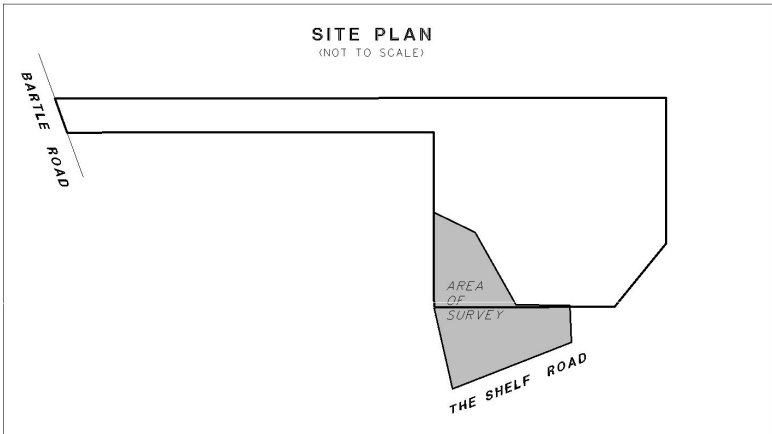 SITE PLAN
(NOT TO SCALE)
BARTLE ROAD
AREA
OF
SURVEY
THE SHELF ROAD